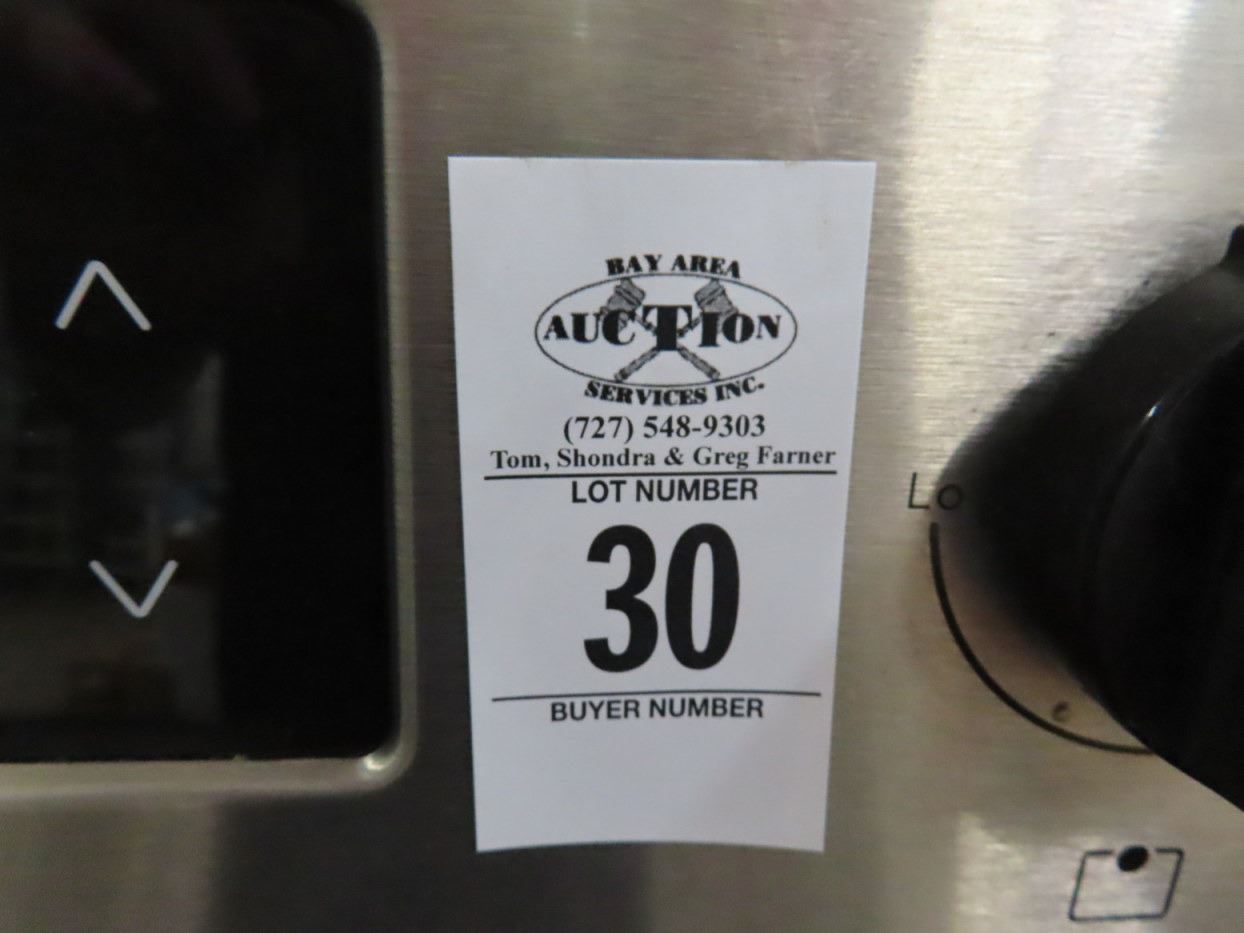 BAY AREA
AUCTION
SERVICES INC.
(727) 548-9303
Tom, Shondra & Greg Farner
LOT NUMBER
30
BUYER NUMBER
Lo